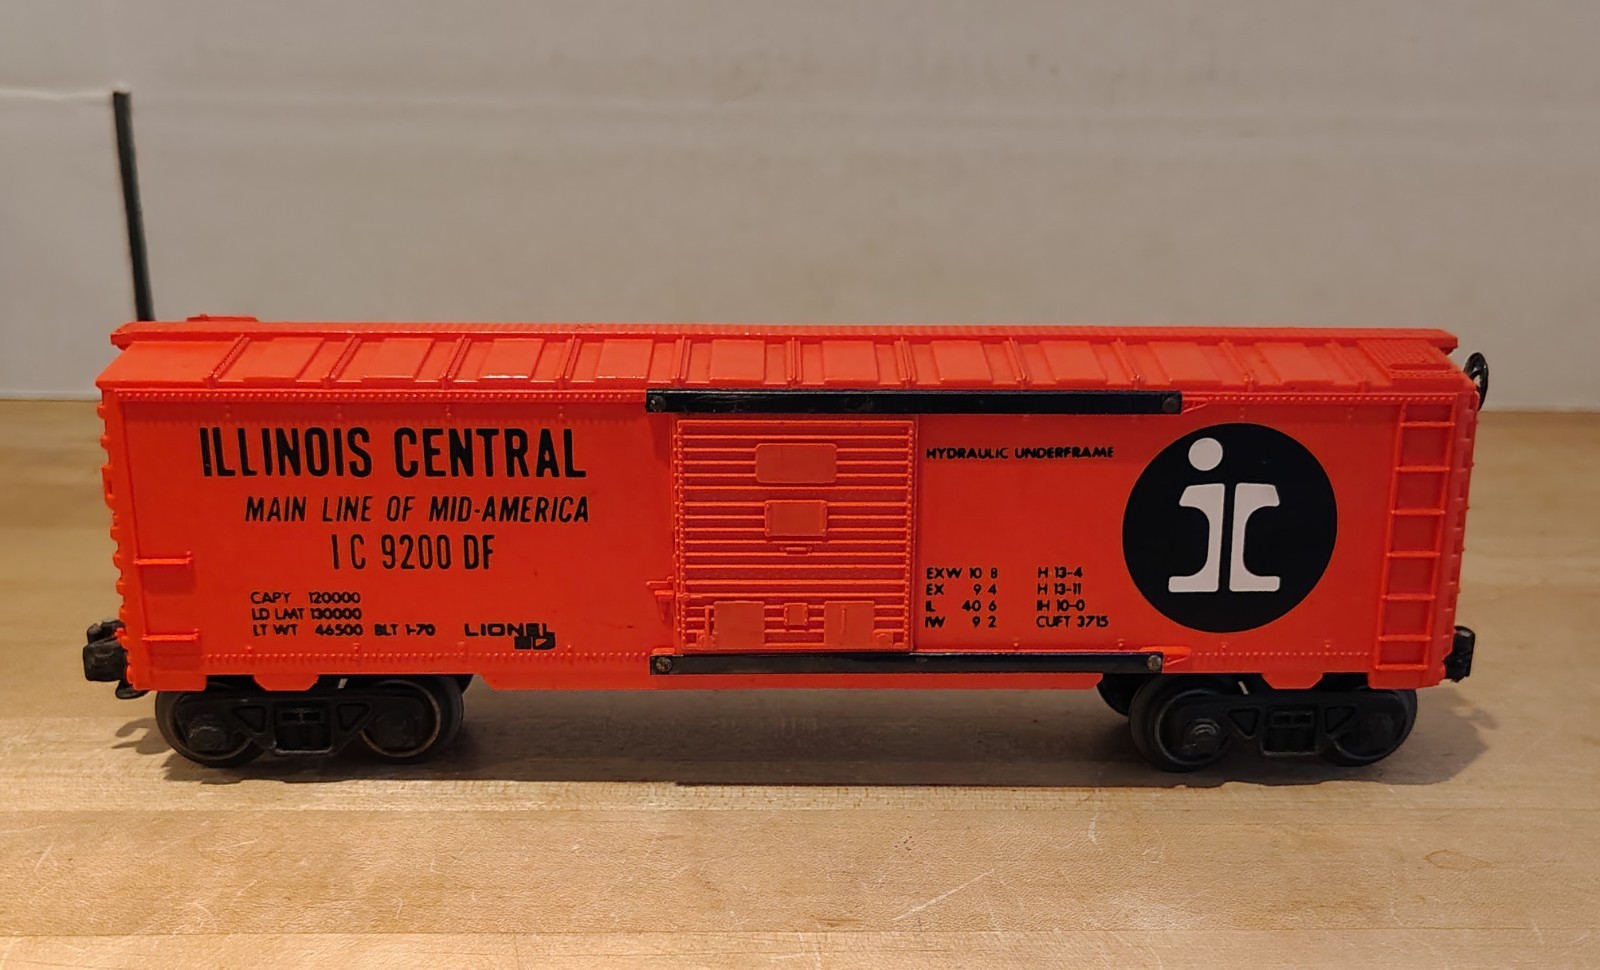 ILLINOIS CENTRAL
MAIN LINE OF MID-AMERICA
I C 9200 DF
CAPY 120000
LD LMT 130000
LT WT 46500 BLT 1-70 LIONEL
HYDRAULIC UNDERFRAME
EXW 10 8 H 13-4
EX 9 4 H 13-11
IL 40 6 IH 10-0
IW 9 2 CUFT 3715
ic